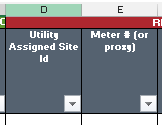 D E
Utility Assigned Site Id
Meter # (or proxy)